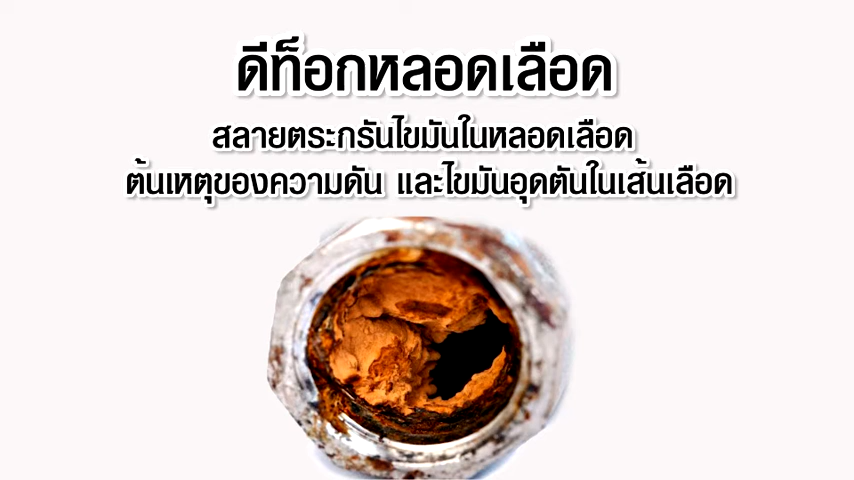 ดีท็อกหลอดเลือด
สลายตระกรันไขมันในหลอดเลือด
ต้นเหตุของความดัน และไขมันอุดตันในเส้นเลือด